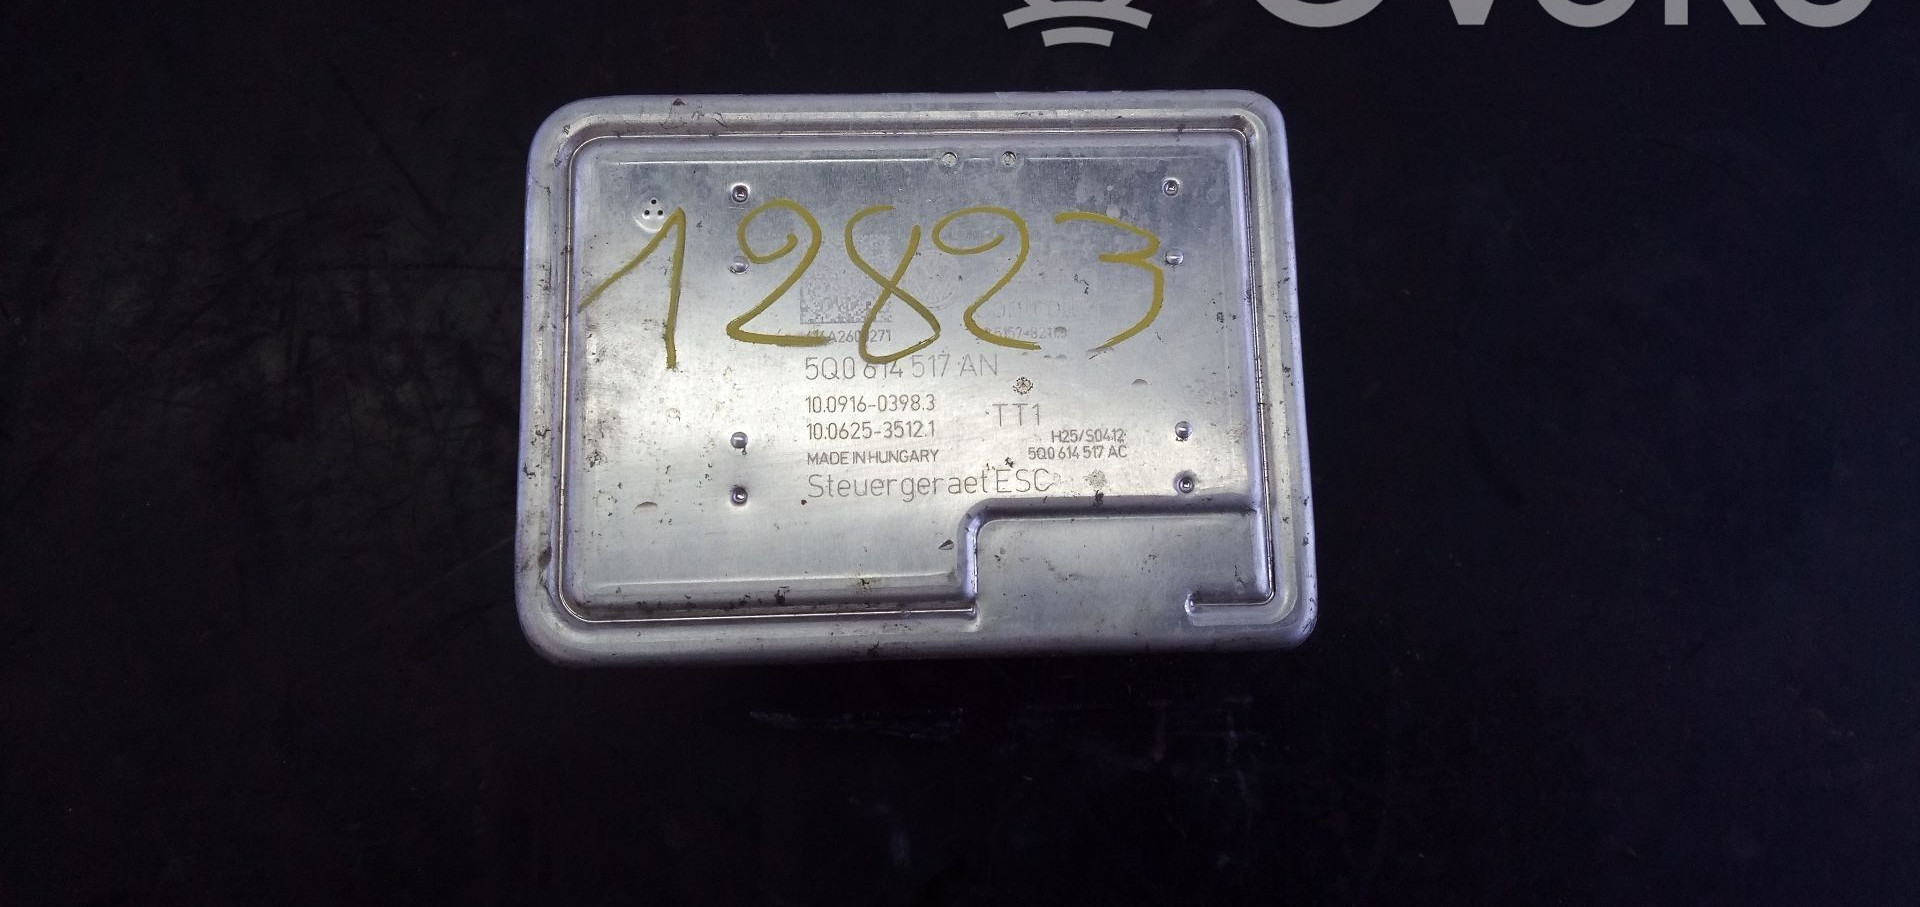 12823
5Q0 614 517 AN
10.0916-0398.3
TT1
10.0625-3512.1
H25/S0412
MADE IN HUNGARY
5Q0 614 517 AC
Steuergeraet ESC